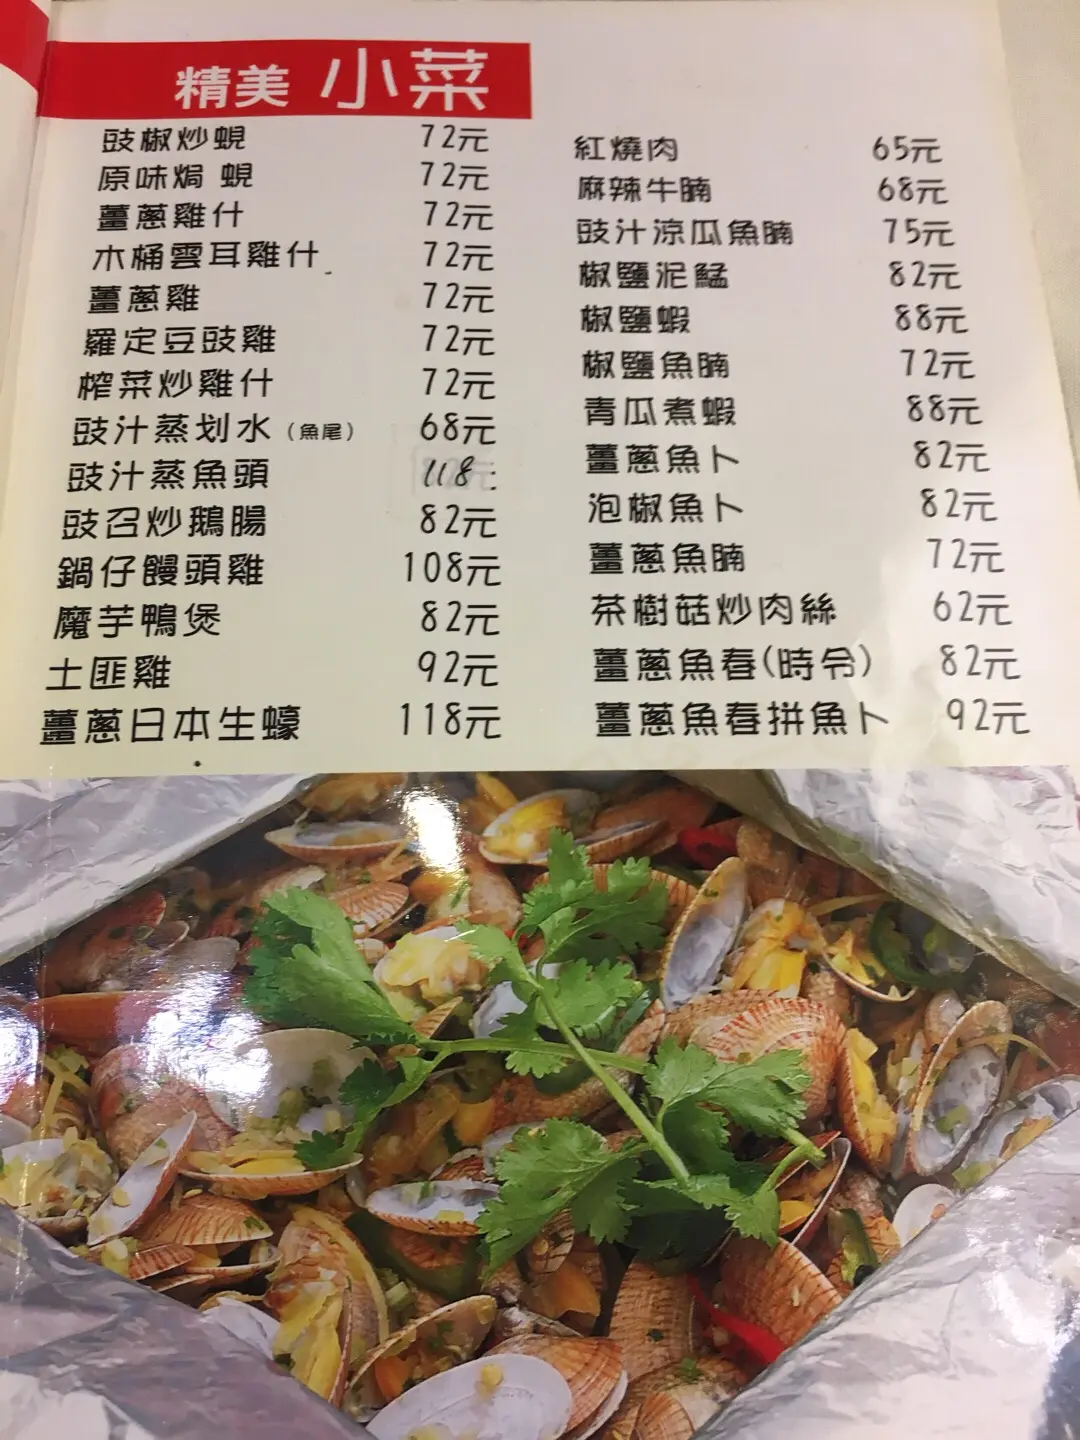 精美 小菜
豉椒炒蜆 72元
原味焗 蜆 72元
薑蔥雞什 72元
木桶雲耳雞什 72元
薑蔥雞 72元
羅定豆豉雞 72元
榨菜炒雞什 72元
豉汁蒸划水(魚尾) 68元
豉汁蒸魚頭 118
豉召炒鵝腸 82元
鍋仔饅頭雞 108元
魔芋鴨煲 82元
土匪雞 92元
薑蔥日本生蠔 118元
紅燒肉 65元
麻辣牛腩 68元
豉汁涼瓜魚腩 75元
椒鹽泥鯭 82元
椒鹽蝦 88元
椒鹽魚腩 72元
青瓜煮蝦 88元
薑蔥魚卜 82元
泡椒魚卜 82元
薑蔥魚腩 72元
茶樹菇炒肉絲 62元
薑蔥魚春(時令) 82元
薑蔥魚春拼魚卜 92元